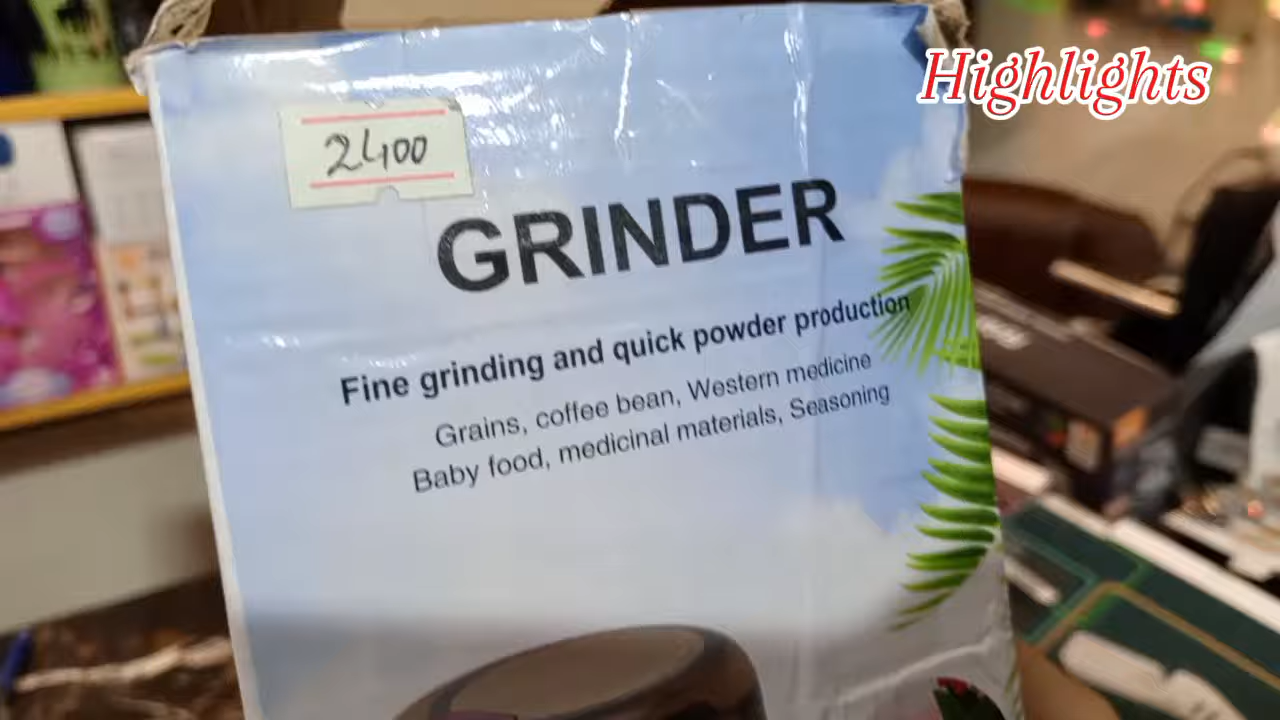 Highlights
2400
GRINDER
Fine grinding and quick powder production
Grains, coffee bean, Western medicine
Baby food, medicinal materials, Seasoning